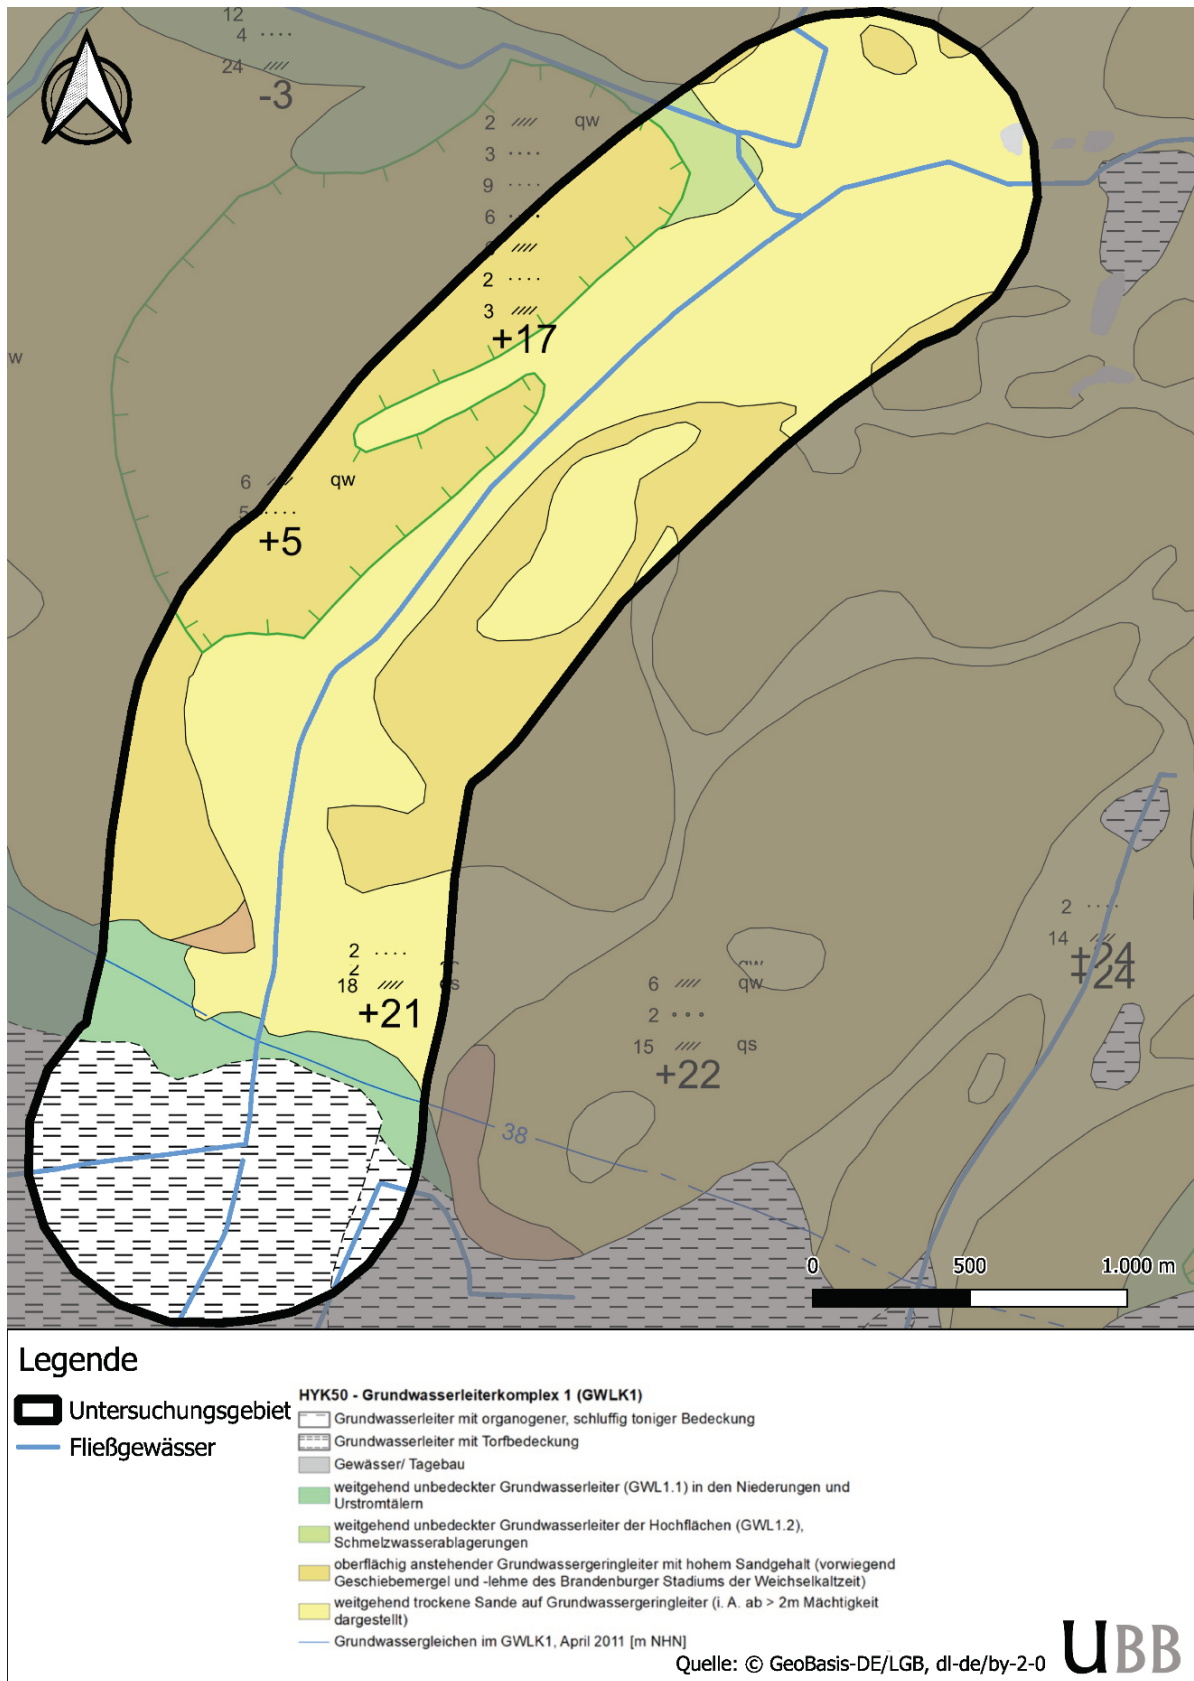 12
4 ····
24 ////
-3
2 //// qw
3 ····
9 ····
6 ····
////
2 ····
3 ////
+17
w
6 //// qw
5 ····
+5
2 ····
2
18 ////
+21
qw
6 //// qw
2 ∘∘∘
15 //// qs
+22
2 ····
14 ////
+24
+24
38
0 500 1.000 m
Legende
Untersuchungsgebiet
Fließgewässer
HYK50 - Grundwasserleiterkomplex 1 (GWLK1)
Grundwasserleiter mit organogener, schluffig toniger Bedeckung
Grundwasserleiter mit Torfbedeckung
Gewässer/ Tagebau
weitgehend unbedeckter Grundwasserleiter (GWL1.1) in den Niederungen und
Urstromtälern
weitgehend unbedeckter Grundwasserleiter der Hochflächen (GWL1.2),
Schmelzwasserablagerungen
oberflächig anstehender Grundwassergeringleiter mit hohem Sandgehalt (vorwiegend
Geschiebemergel und -lehme des Brandenburger Stadiums der Weichselkaltzeit)
weitgehend trockene Sande auf Grundwassergeringleiter (i. A. ab > 2m Mächtigkeit
dargestellt)
Grundwassergleichen im GWLK1, April 2011 [m NHN]
Quelle: © GeoBasis-DE/LGB, dl-de/by-2-0
UBB